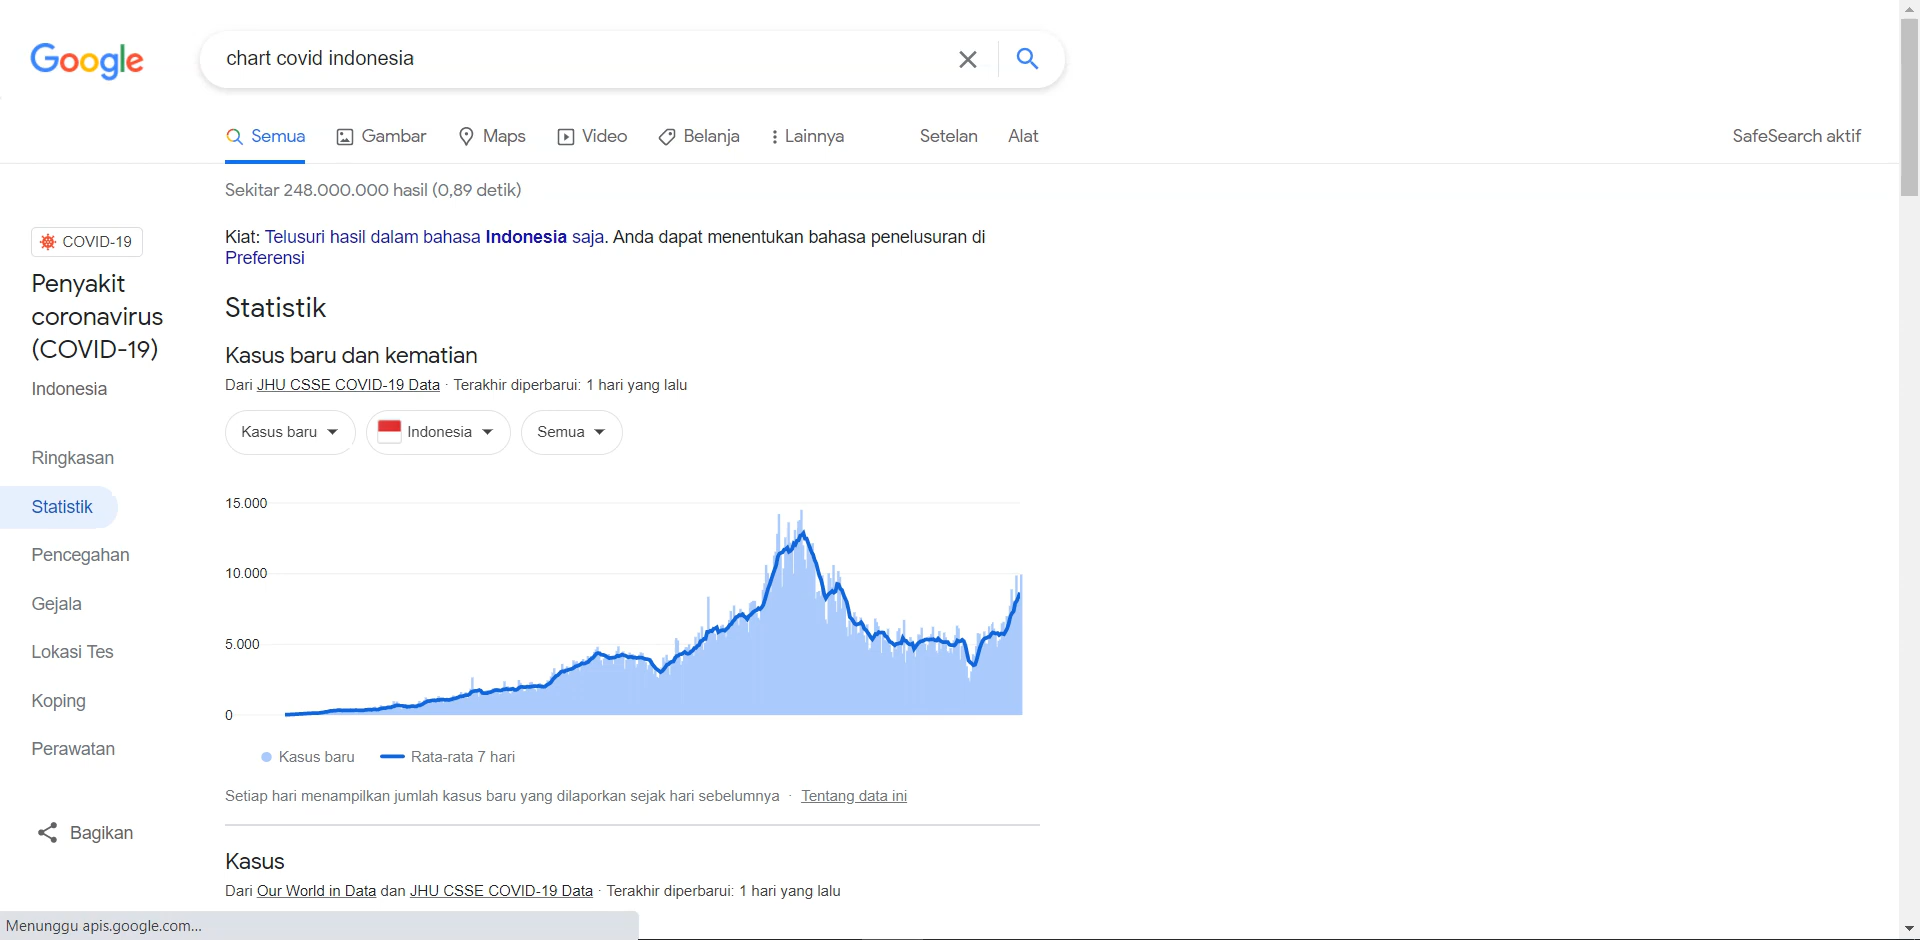 Google
chart covid indonesia
Semua Gambar Maps Video Belanja Lainnya Setelan Alat SafeSearch aktif
Sekitar 248.000.000 hasil (0,89 detik)
COVID-19
Penyakit
coronavirus
(COVID-19)
Indonesia
Ringkasan
Statistik
Pencegahan
Gejala
Lokasi Tes
Koping
Perawatan
Bagikan
Kiat: Telusuri hasil dalam bahasa Indonesia saja. Anda dapat menentukan bahasa penelusuran di
Preferensi
Statistik
Kasus baru dan kematian
Dari JHU CSSE COVID-19 Data · Terakhir diperbarui: 1 hari yang lalu
Kasus baru Indonesia Semua
15.000
10.000
5.000
0
Kasus baru Rata-rata 7 hari
Setiap hari menampilkan jumlah kasus baru yang dilaporkan sejak hari sebelumnya · Tentang data ini
Kasus
Dari Our World in Data dan JHU CSSE COVID-19 Data · Terakhir diperbarui: 1 hari yang lalu
Menunggu apis.google.com...